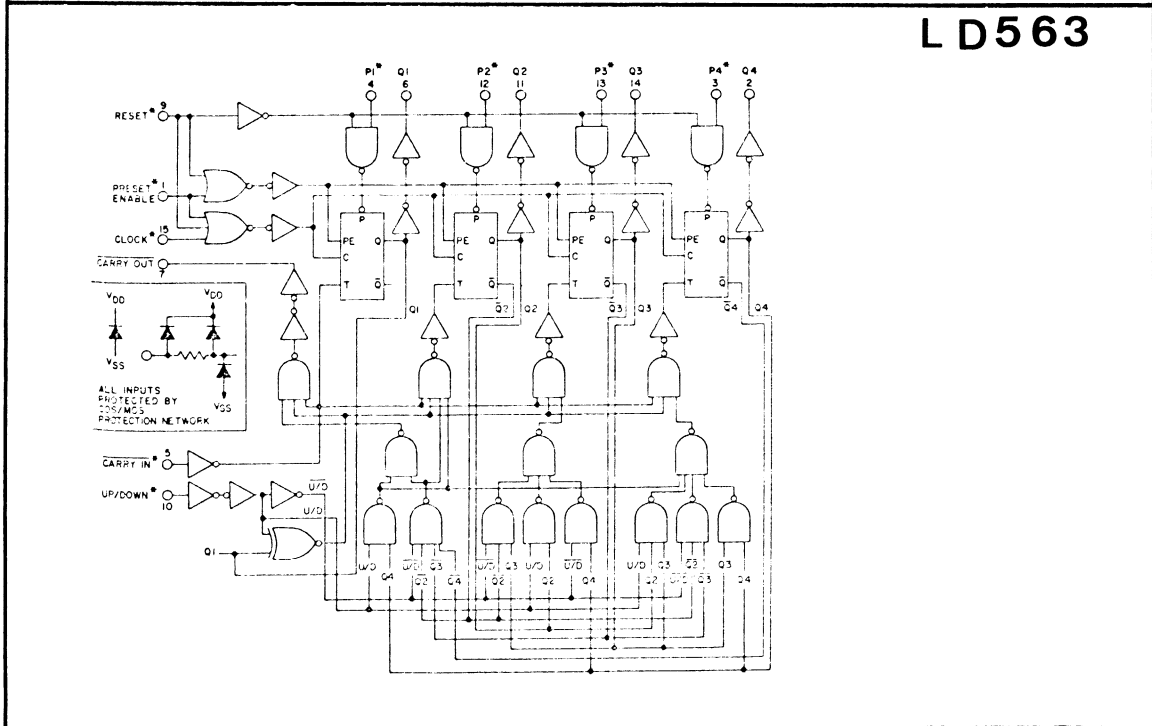 LD563
P1* Q1 P2* Q2 P3* Q3 P4* Q4
4 6 12 11 13 14 3 2
RESET* 9
PRESET* 1
ENABLE
CLOCK* 15
CARRY OUT
7
P P P P
PE Q PE Q PE Q PE Q
C C C C
T Q̅ T Q̅ T Q̅ T Q̅
Q1 Q̅2 Q2 Q̅3 Q3 Q̅4 Q4
VDD VDD
VSS
VSS
ALL INPUTS
PROTECTED BY
COS/MOS
PROTECTION NETWORK
CARRY IN* 5
UP/DOWN*
10
U/D
U/D
Q1
U/D U/D Q̅3 U/D Q3 U/D U/D U/D Q3 Q̅2 Q3
Q4 Q̅2 Q̅4 Q2 Q2 Q4 Q2 U/D Q̅3 Q4